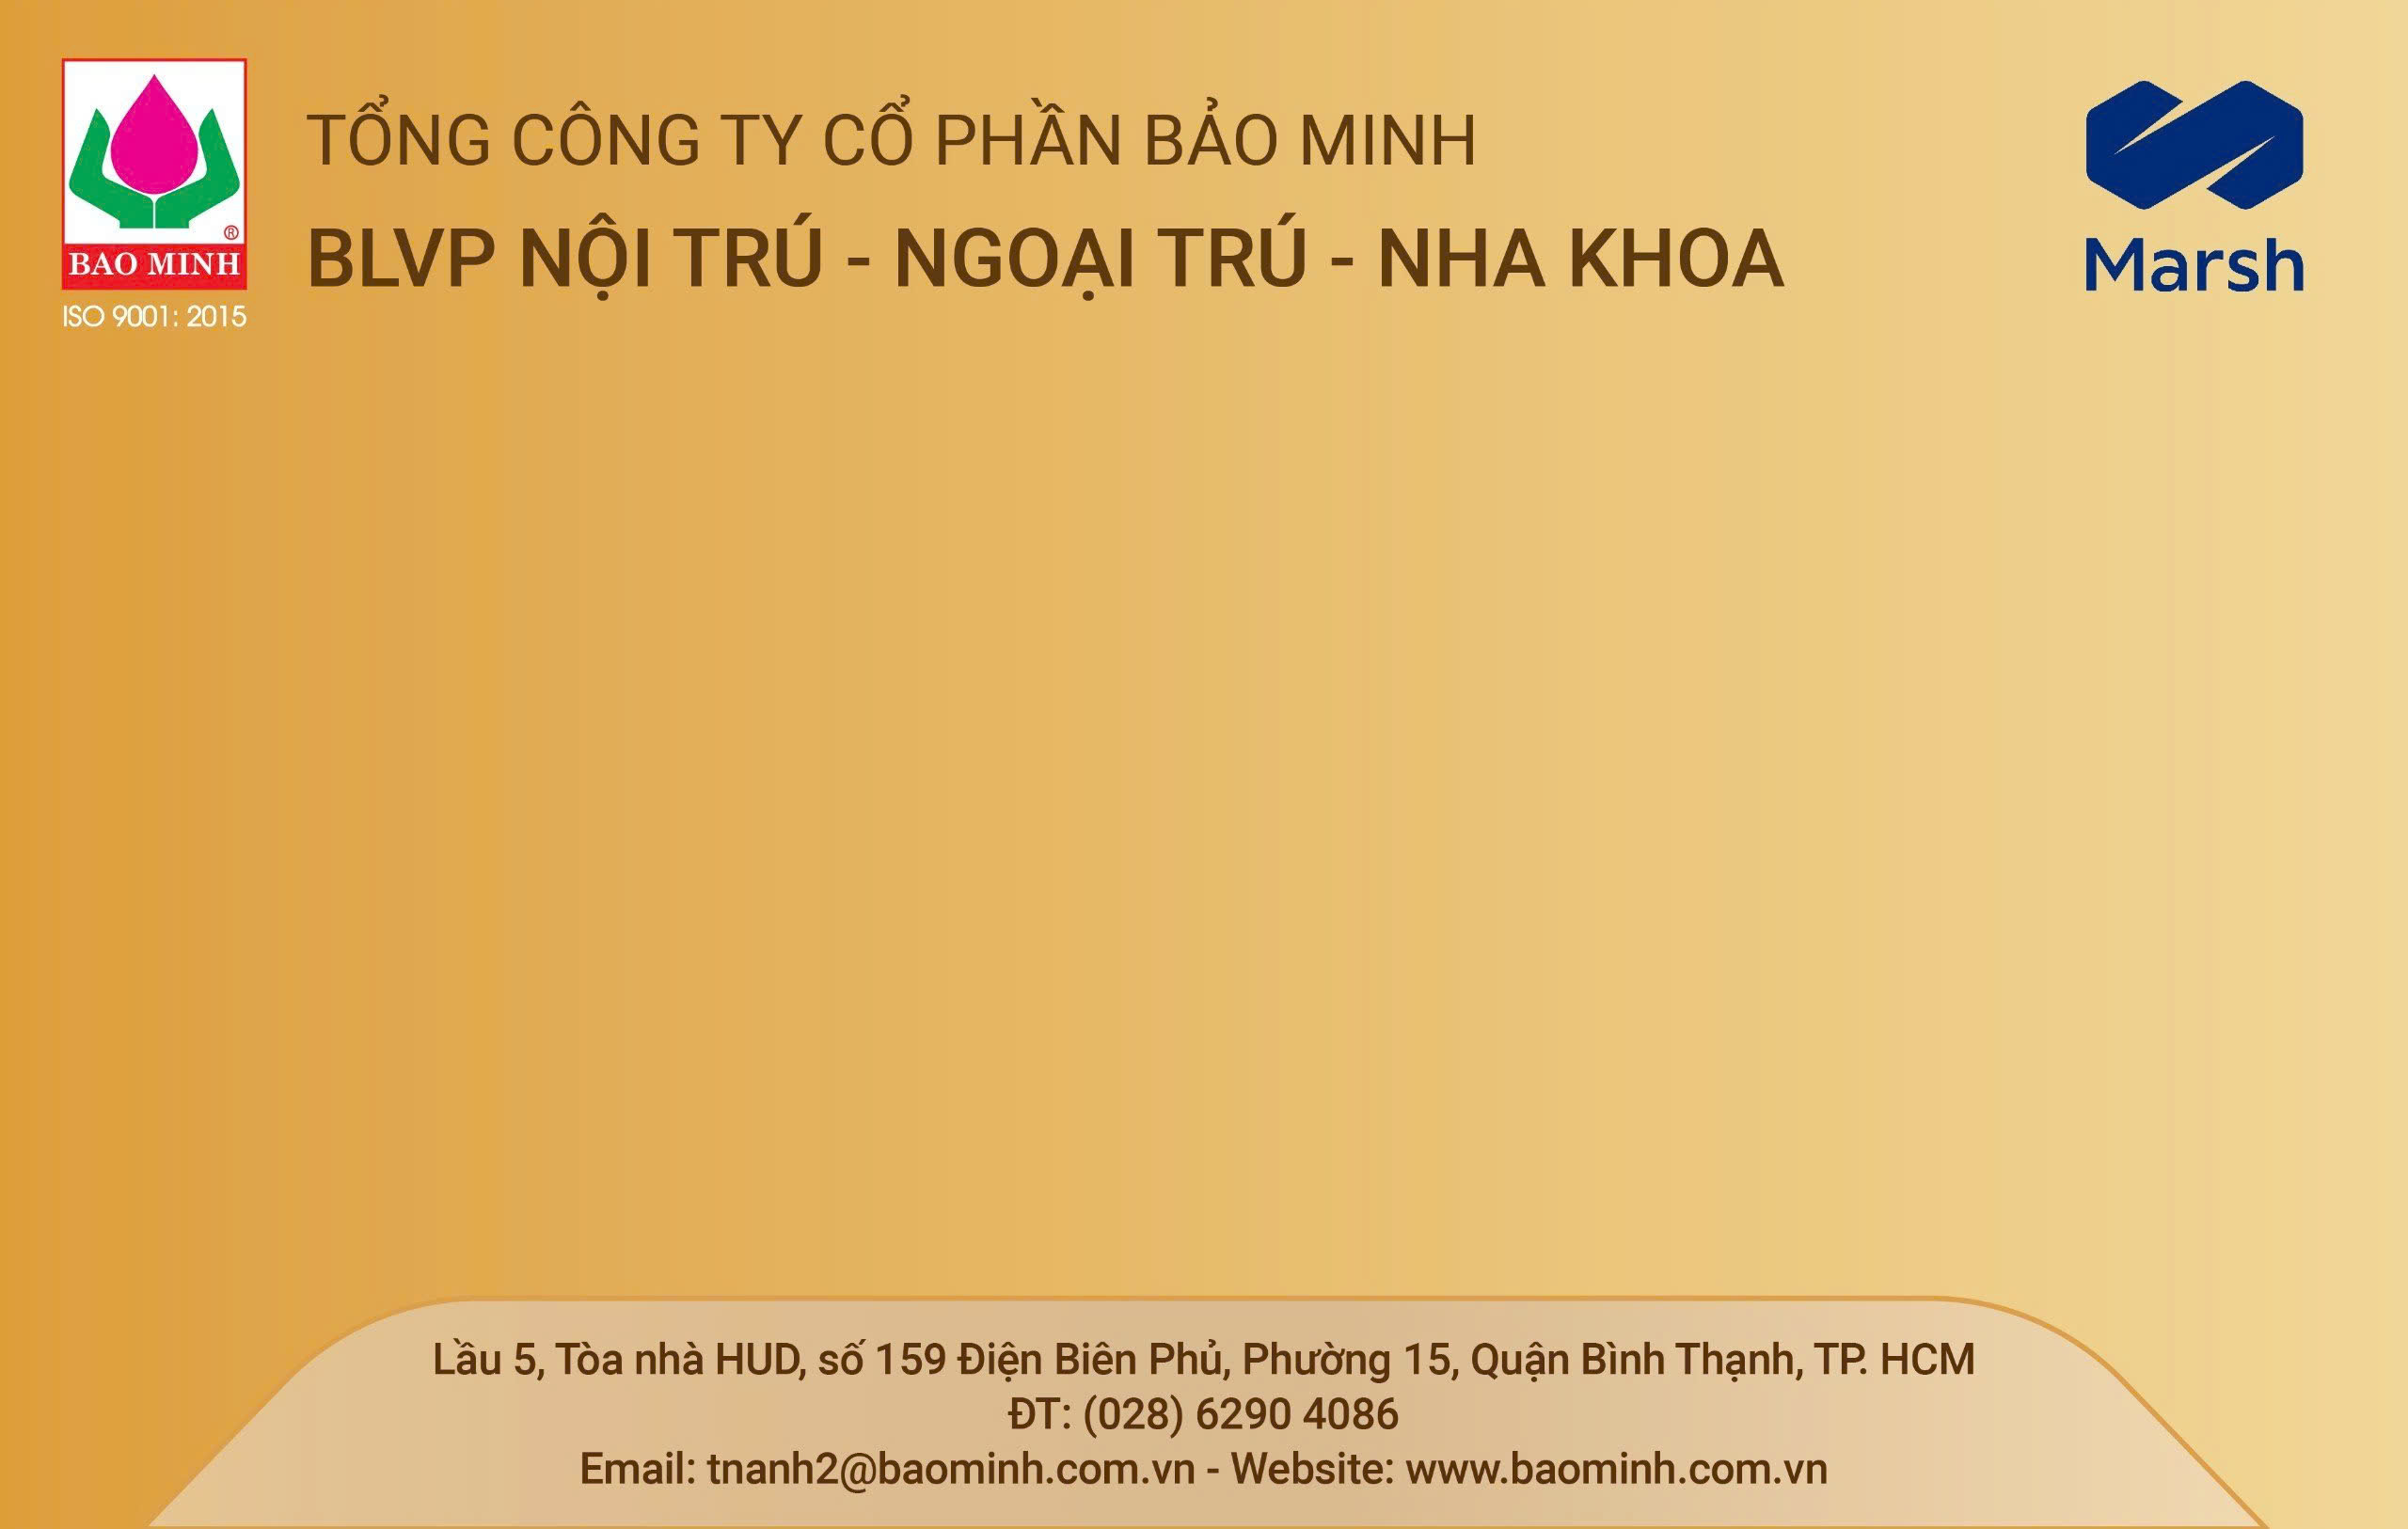 TỔNG CÔNG TY CỔ PHẦN BẢO MINH
BLVP NỘI TRÚ - NGOẠI TRÚ - NHA KHOA
®
BAO MINH
ISO 9001: 2015
Marsh
Lầu 5, Tòa nhà HUD, số 159 Điện Biên Phủ, Phường 15, Quận Bình Thạnh, TP. HCM
ĐT: (028) 6290 4086
Email: tnanh2@baominh.com.vn - Website: www.baominh.com.vn